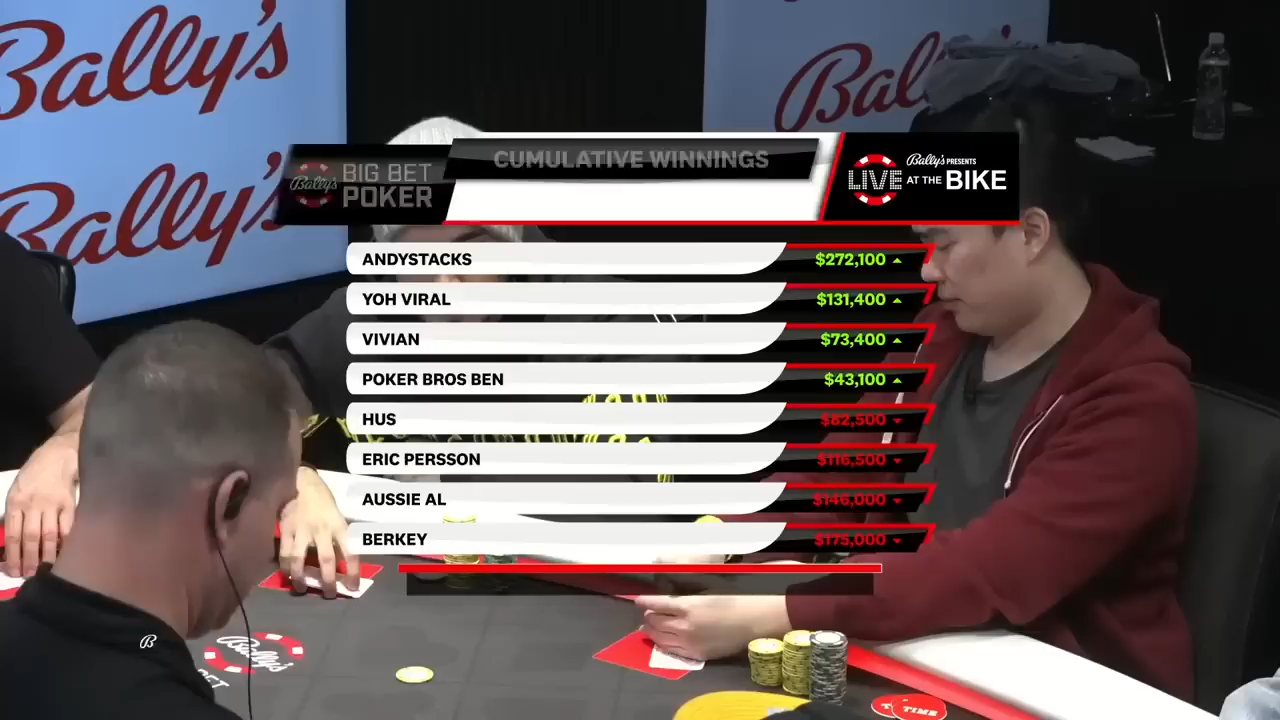 Bally's
Bally's
Bally's
Bally's
BIG BET
POKER
CUMULATIVE WINNINGS
Bally's PRESENTS
LIVE AT THE BIKE
ANDYSTACKS $272,100
YOH VIRAL $131,400
VIVIAN $73,400
POKER BROS BEN $43,100
HUS $82,500
ERIC PERSSON $116,500
AUSSIE AL $146,000
BERKEY $175,000
B
Bally's
BET
TIME